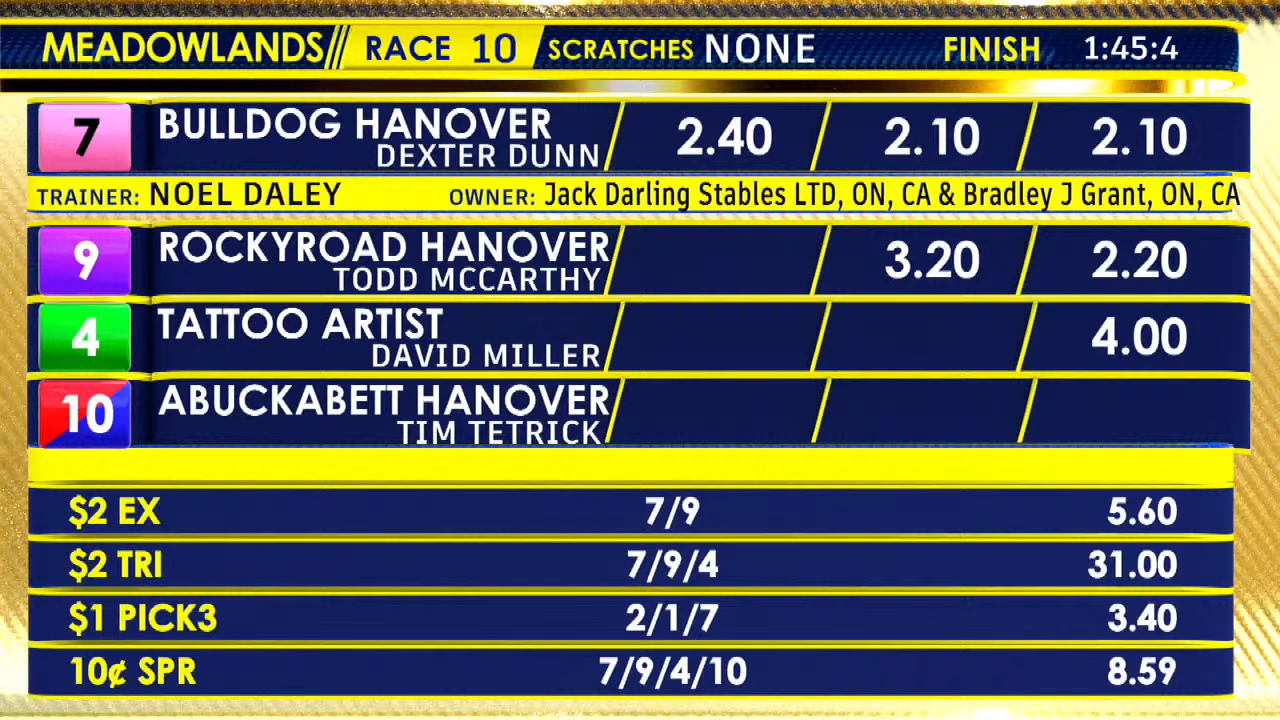 MEADOWLANDS// RACE 10 SCRATCHES NONE FINISH 1:45:4
7 BULLDOG HANOVER 2.40 2.10 2.10
DEXTER DUNN
TRAINER: NOEL DALEY OWNER: Jack Darling Stables LTD, ON, CA & Bradley J Grant, ON, CA
9 ROCKYROAD HANOVER 3.20 2.20
TODD MCCARTHY
4 TATTOO ARTIST 4.00
DAVID MILLER
10 ABUCKABETT HANOVER
TIM TETRICK
$2 EX 7/9 5.60
$2 TRI 7/9/4 31.00
$1 PICK3 2/1/7 3.40
10¢ SPR 7/9/4/10 8.59